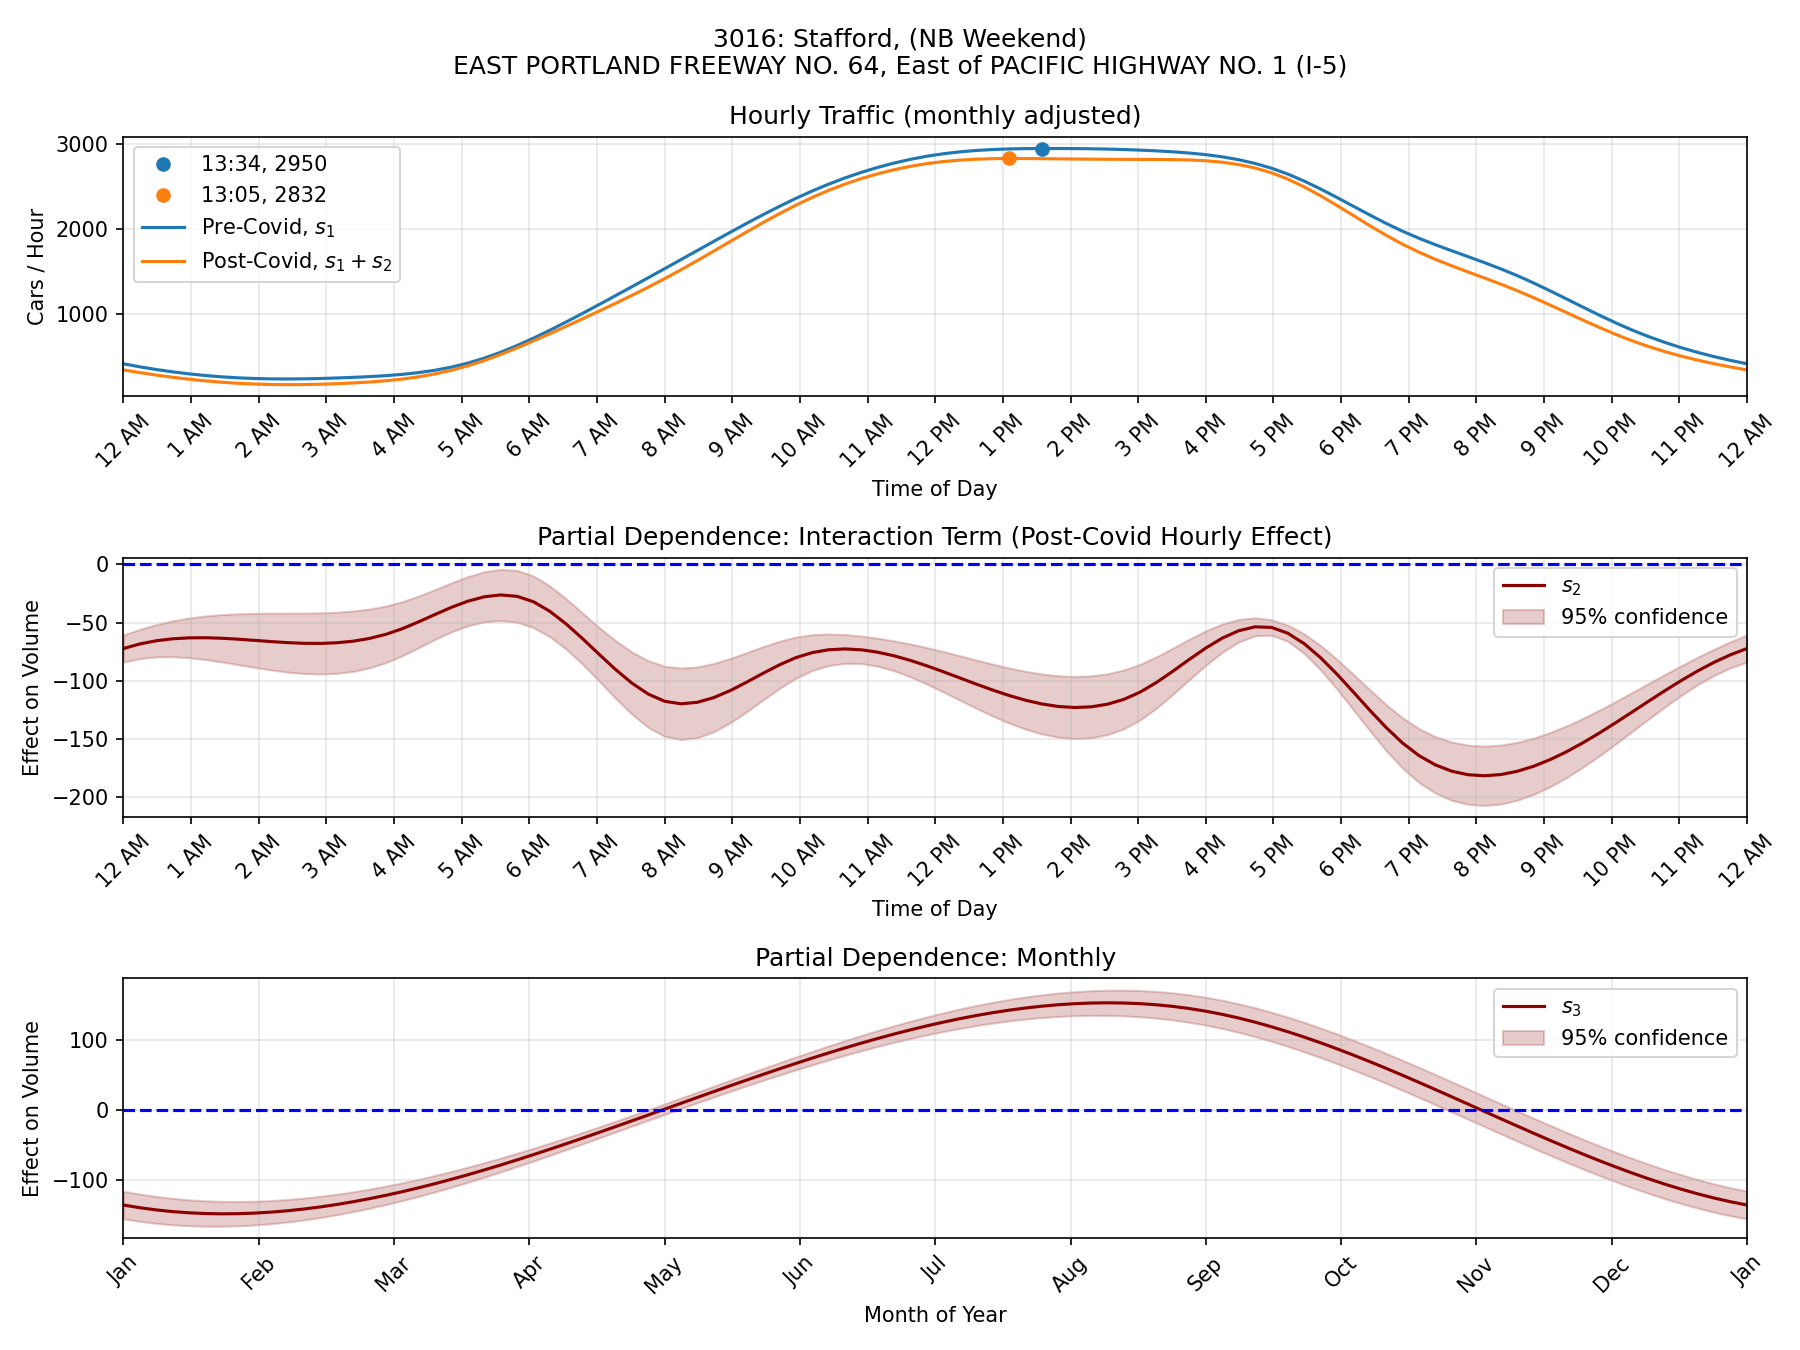 3016: Stafford, (NB Weekend)
EAST PORTLAND FREEWAY NO. 64, East of PACIFIC HIGHWAY NO. 1 (I-5)
Hourly Traffic (monthly adjusted)
3000
2000
1000
Cars / Hour
13:34, 2950
13:05, 2832
Pre-Covid, s₁
Post-Covid, s₁ + s₂
12 AM 1 AM 2 AM 3 AM 4 AM 5 AM 6 AM 7 AM 8 AM 9 AM 10 AM 11 AM 12 PM 1 PM 2 PM 3 PM 4 PM 5 PM 6 PM 7 PM 8 PM 9 PM 10 PM 11 PM 12 AM
Time of Day
Partial Dependence: Interaction Term (Post-Covid Hourly Effect)
0
−50
−100
−150
−200
Effect on Volume
s₂
95% confidence
12 AM 1 AM 2 AM 3 AM 4 AM 5 AM 6 AM 7 AM 8 AM 9 AM 10 AM 11 AM 12 PM 1 PM 2 PM 3 PM 4 PM 5 PM 6 PM 7 PM 8 PM 9 PM 10 PM 11 PM 12 AM
Time of Day
Partial Dependence: Monthly
100
0
−100
Effect on Volume
s₃
95% confidence
Jan Feb Mar Apr May Jun Jul Aug Sep Oct Nov Dec Jan
Month of Year